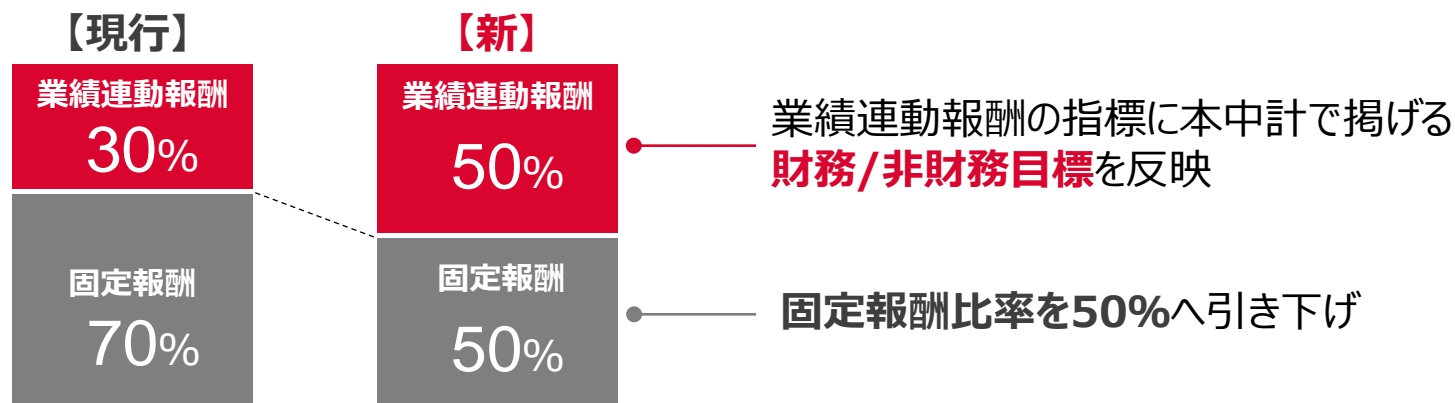 【現行】
業績連動報酬
30%
固定報酬
70%
【新】
業績連動報酬
50%
固定報酬
50%
業績連動報酬の指標に本中計で掲げる
財務/非財務目標を反映
固定報酬比率を50%へ引き下げ